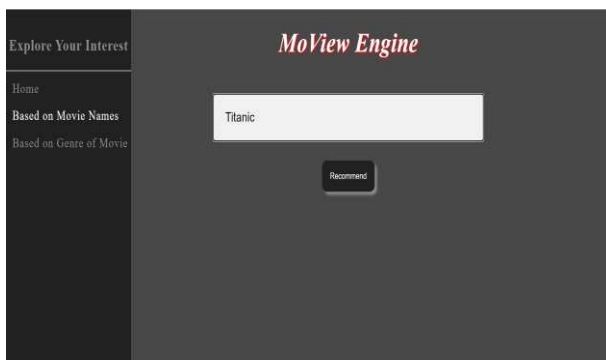 Explore Your Interest
Home
Based on Movie Names
Based on Genre of Movie
MoView Engine
Titanic
Recommend